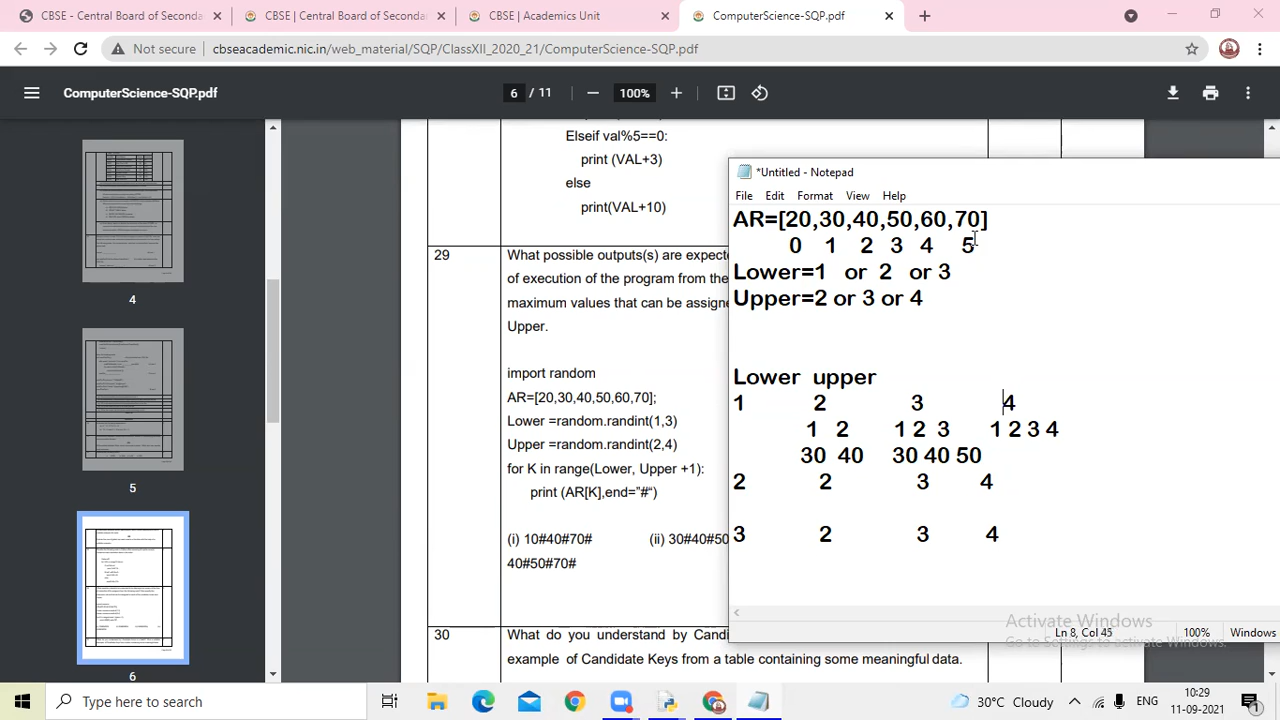 CBSE - Central Board of Seconda
CBSE | Central Board of Secondar
CBSE | Academics Unit
ComputerScience-SQP.pdf
Not secure
cbseacademic.nic.in/web_material/SQP/ClassXII_2020_21/ComputerScience-SQP.pdf
ComputerScience-SQP.pdf
6 / 11
100%
4
5
6
Elseif val%5==0:
print (VAL+3)
else
print(VAL+10)
29
What possible outputs(s) are expecte
of execution of the program from the
maximum values that can be assigne
Upper.
import random
AR=[20,30,40,50,60,70];
Lower =random.randint(1,3)
Upper =random.randint(2,4)
for K in range(Lower, Upper +1):
print (AR[K],end="#")
(i) 10#40#70# (ii) 30#40#50
40#50#70#
30
What do you understand by Candi
example of Candidate Keys from a table containing some meaningful data.
*Untitled - Notepad
File Edit Format View Help
AR=[20,30,40,50,60,70]
0 1 2 3 4 5
Lower=1 or 2 or 3
Upper=2 or 3 or 4
Lower upper
1 2 3 4
1 2 1 2 3 1 2 3 4
30 40 30 40 50
2 2 3 4
3 2 3 4
Activate Windows
Go to Settings to activate Windows.
Ln 8, Col 45 100% Windows
Type here to search
30°C Cloudy
ENG
10:29
11-09-2021
1